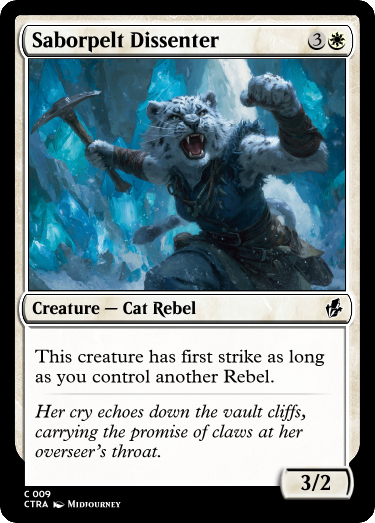 Saborpelt Dissenter 3
Creature — Cat Rebel
This creature has first strike as long
as you control another Rebel.
Her cry echoes down the vault cliffs,
carrying the promise of claws at her
overseer's throat.
3/2
C 009
CTRA Midjourney